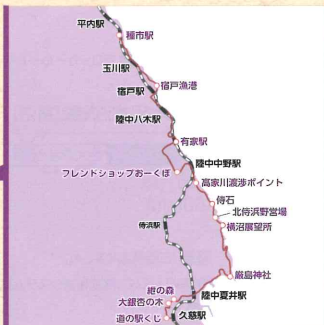 平内駅
種市駅
玉川駅
宿戸漁港
宿戸駅
陸中八木駅
有家駅
陸中中野駅
フレンドショップおーくぼ
高家川渡渉ポイント
侍石
北侍浜野営場
侍浜駅
横沼展望所
厳島神社
紺の森
陸中夏井駅
大銀杏の木
久慈駅
道の駅くじ